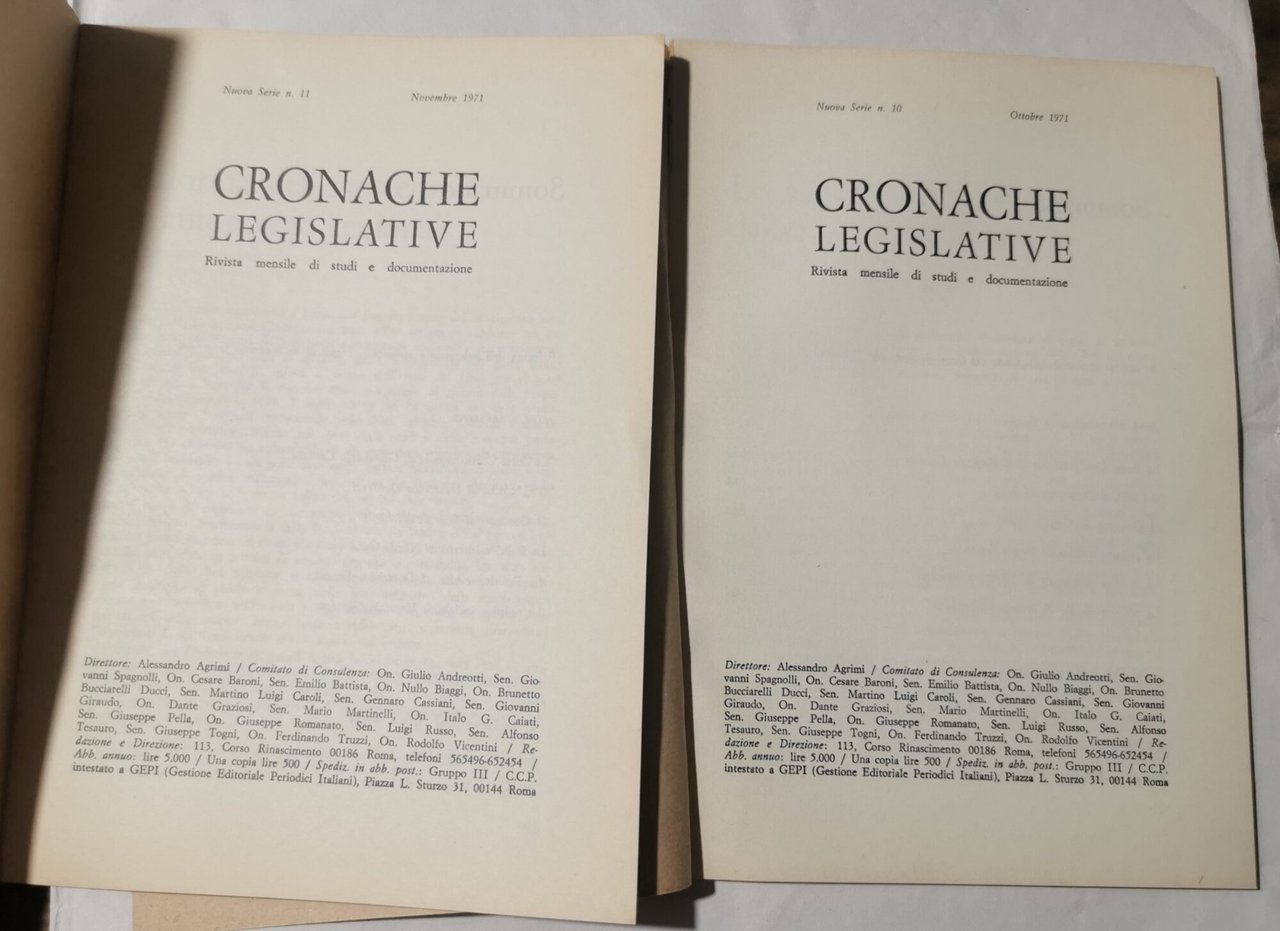 Nuova Serie n. 11 Novembre 1971
CRONACHE
LEGISLATIVE
Rivista mensile di studi e documentazione
Direttore: Alessandro Agrimi / Comitato di Consulenza: On. Giulio Andreotti, Sen. Gio-
vanni Spagnolli, On. Cesare Baroni, Sen. Emilio Battista, On. Nullo Biaggi, On. Brunetto
Bucciarelli Ducci, Sen. Martino Luigi Caroli, Sen. Gennaro Cassiani, Sen. Giovanni
Giraudo, On. Dante Graziosi, Sen. Mario Martinelli, On. Italo G. Caiati,
Sen. Giuseppe Pella, On. Giuseppe Romanato, Sen. Luigi Russo, Sen. Alfonso
Tesauro, Sen. Giuseppe Togni, On. Ferdinando Truzzi, On. Rodolfo Vicentini / Re-
dazione e Direzione: 113, Corso Rinascimento 00186 Roma, telefoni 565496-652454 /
Abb. annuo: lire 5.000 / Una copia lire 500 / Spediz. in abb. post.: Gruppo III / C.C.P.
intestato a GEPI (Gestione Editoriale Periodici Italiani), Piazza L. Sturzo 31, 00144 Roma
Nuova Serie n. 10 Ottobre 1971
CRONACHE
LEGISLATIVE
Rivista mensile di studi e documentazione
Direttore: Alessandro Agrimi / Comitato di Consulenza: On. Giulio Andreotti, Sen. Gio-
vanni Spagnolli, On. Cesare Baroni, Sen. Emilio Battista, On. Nullo Biaggi, On. Brunetto
Bucciarelli Ducci, Sen. Martino Luigi Caroli, Sen. Gennaro Cassiani, Sen. Giovanni
Giraudo, On. Dante Graziosi, Sen. Mario Martinelli, On. Italo G. Caiati,
Sen. Giuseppe Pella, On. Giuseppe Romanato, Sen. Luigi Russo, Sen. Alfonso
Tesauro, Sen. Giuseppe Togni, On. Ferdinando Truzzi, On. Rodolfo Vicentini / Re-
dazione e Direzione: 113, Corso Rinascimento 00186 Roma, telefoni 565496-652454 /
Abb. annuo: lire 5.000 / Una copia lire 500 / Spediz. in abb. post.: Gruppo III / C.C.P.
intestato a GEPI (Gestione Editoriale Periodici Italiani), Piazza L. Sturzo 31, 00144 Roma